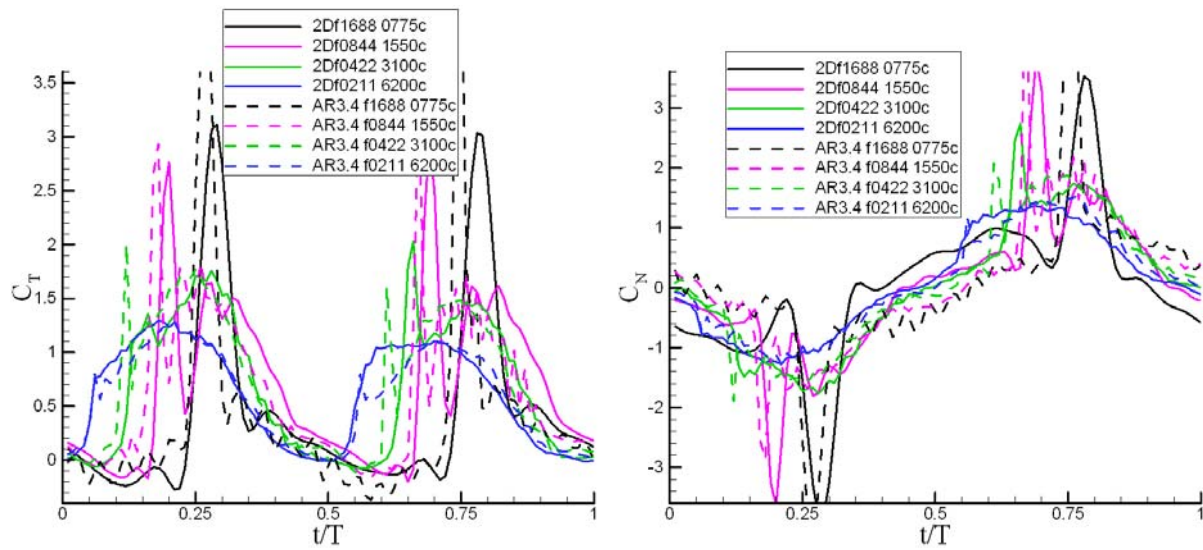 2Df1688 0775c
2Df0844 1550c
2Df0422 3100c
2Df0211 6200c
AR3.4 f1688 0775c
AR3.4 f0844 1550c
AR3.4 f0422 3100c
AR3.4 f0211 6200c
3.5
3
2.5
2
1.5
1
0.5
0
C_T
0
0.25
0.5
0.75
1
t/T
2Df1688 0775c
2Df0844 1550c
2Df0422 3100c
2Df0211 6200c
AR3.4 f1688 0775c
AR3.4 f0844 1550c
AR3.4 f0422 3100c
AR3.4 f0211 6200c
3
2
1
0
-1
-2
-3
C_N
0
0.25
0.5
0.75
1
t/T